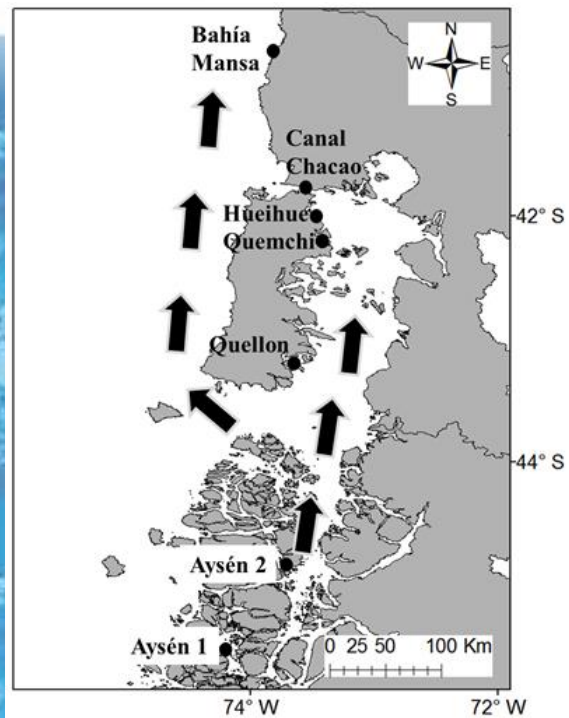 Bahía
Mansa
N
W E
S
Canal
Chacao
Hueihue
Quemchi
42° S
Quellon
44° S
Aysén 2
Aysén 1
0 25 50 100 Km
74° W
72° W